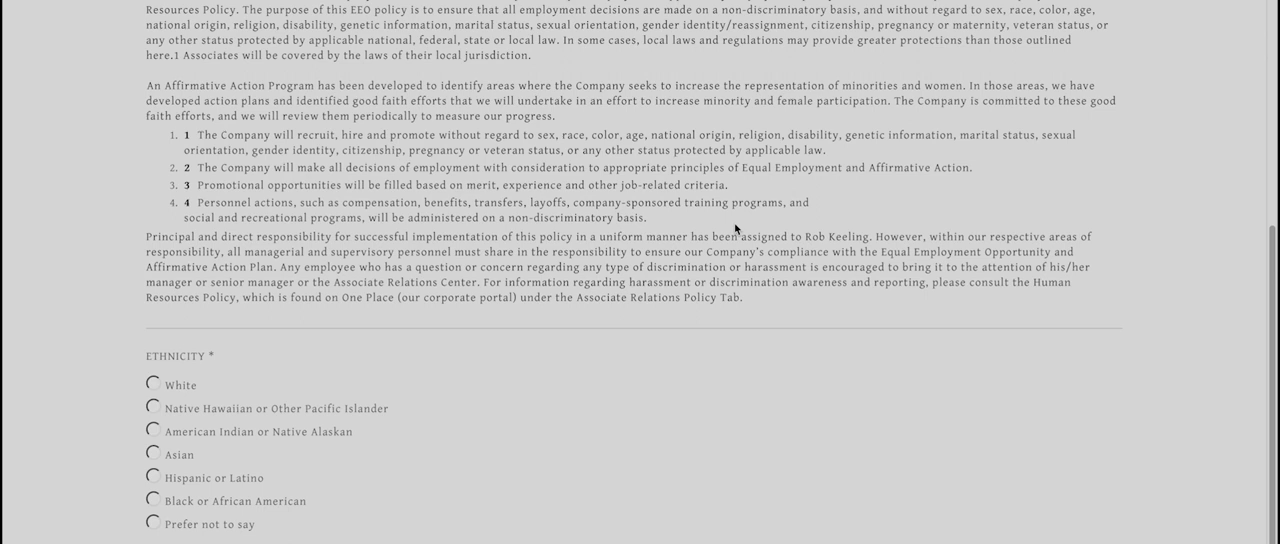 Resources Policy. The purpose of this EEO policy is to ensure that all employment decisions are made on a non-discriminatory basis, and without regard to sex, race, color, age,
national origin, religion, disability, genetic information, marital status, sexual orientation, gender identity/reassignment, citizenship, pregnancy or maternity, veteran status, or
any other status protected by applicable national, federal, state or local law. In some cases, local laws and regulations may provide greater protections than those outlined
here.1 Associates will be covered by the laws of their local jurisdiction.
An Affirmative Action Program has been developed to identify areas where the Company seeks to increase the representation of minorities and women. In those areas, we have
developed action plans and identified good faith efforts that we will undertake in an effort to increase minority and female participation. The Company is committed to these good
faith efforts, and we will review them periodically to measure our progress.
1. 1 The Company will recruit, hire and promote without regard to sex, race, color, age, national origin, religion, disability, genetic information, marital status, sexual
orientation, gender identity, citizenship, pregnancy or veteran status, or any other status protected by applicable law.
2. 2 The Company will make all decisions of employment with consideration to appropriate principles of Equal Employment and Affirmative Action.
3. 3 Promotional opportunities will be filled based on merit, experience and other job-related criteria.
4. 4 Personnel actions, such as compensation, benefits, transfers, layoffs, company-sponsored training programs, and
social and recreational programs, will be administered on a non-discriminatory basis.
Principal and direct responsibility for successful implementation of this policy in a uniform manner has been assigned to Rob Keeling. However, within our respective areas of
responsibility, all managerial and supervisory personnel must share in the responsibility to ensure our Company's compliance with the Equal Employment Opportunity and
Affirmative Action Plan. Any employee who has a question or concern regarding any type of discrimination or harassment is encouraged to bring it to the attention of his/her
manager or senior manager or the Associate Relations Center. For information regarding harassment or discrimination awareness and reporting, please consult the Human
Resources Policy, which is found on One Place (our corporate portal) under the Associate Relations Policy Tab.
ETHNICITY *
White
Native Hawaiian or Other Pacific Islander
American Indian or Native Alaskan
Asian
Hispanic or Latino
Black or African American
Prefer not to say